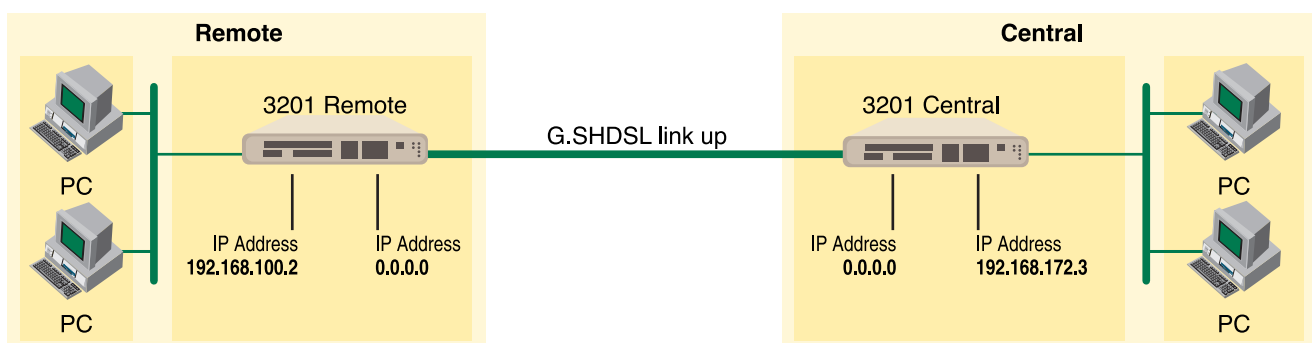 Remote
Central
3201 Remote
3201 Central
G.SHDSL link up
PC
PC
IP Address
192.168.100.2
IP Address
0.0.0.0
IP Address
0.0.0.0
IP Address
192.168.172.3
PC
PC